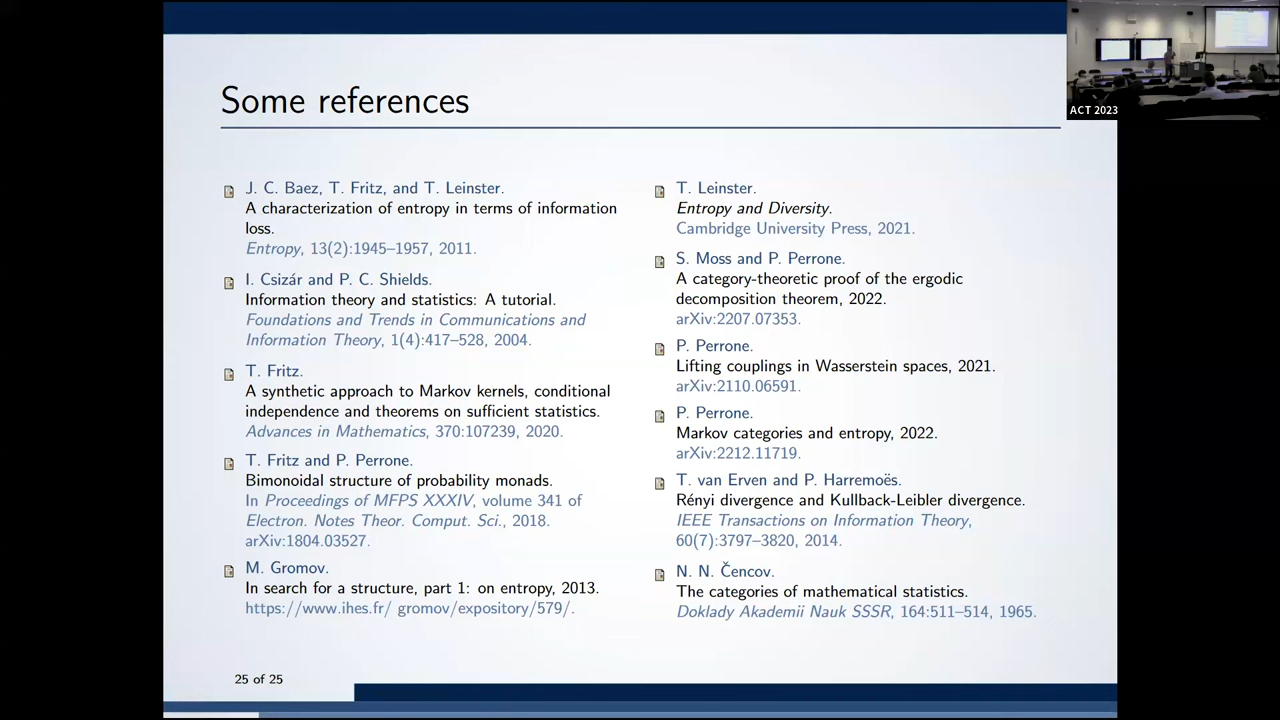 ACT 2023
Some references
J. C. Baez, T. Fritz, and T. Leinster.
A characterization of entropy in terms of information
loss.
Entropy, 13(2):1945–1957, 2011.
I. Csizár and P. C. Shields.
Information theory and statistics: A tutorial.
Foundations and Trends in Communications and
Information Theory, 1(4):417–528, 2004.
T. Fritz.
A synthetic approach to Markov kernels, conditional
independence and theorems on sufficient statistics.
Advances in Mathematics, 370:107239, 2020.
T. Fritz and P. Perrone.
Bimonoidal structure of probability monads.
In Proceedings of MFPS XXXIV, volume 341 of
Electron. Notes Theor. Comput. Sci., 2018.
arXiv:1804.03527.
M. Gromov.
In search for a structure, part 1: on entropy, 2013.
https://www.ihes.fr/ gromov/expository/579/.
T. Leinster.
Entropy and Diversity.
Cambridge University Press, 2021.
S. Moss and P. Perrone.
A category-theoretic proof of the ergodic
decomposition theorem, 2022.
arXiv:2207.07353.
P. Perrone.
Lifting couplings in Wasserstein spaces, 2021.
arXiv:2110.06591.
P. Perrone.
Markov categories and entropy, 2022.
arXiv:2212.11719.
T. van Erven and P. Harremoës.
Rényi divergence and Kullback-Leibler divergence.
IEEE Transactions on Information Theory,
60(7):3797–3820, 2014.
N. N. Čencov.
The categories of mathematical statistics.
Doklady Akademii Nauk SSSR, 164:511–514, 1965.
25 of 25